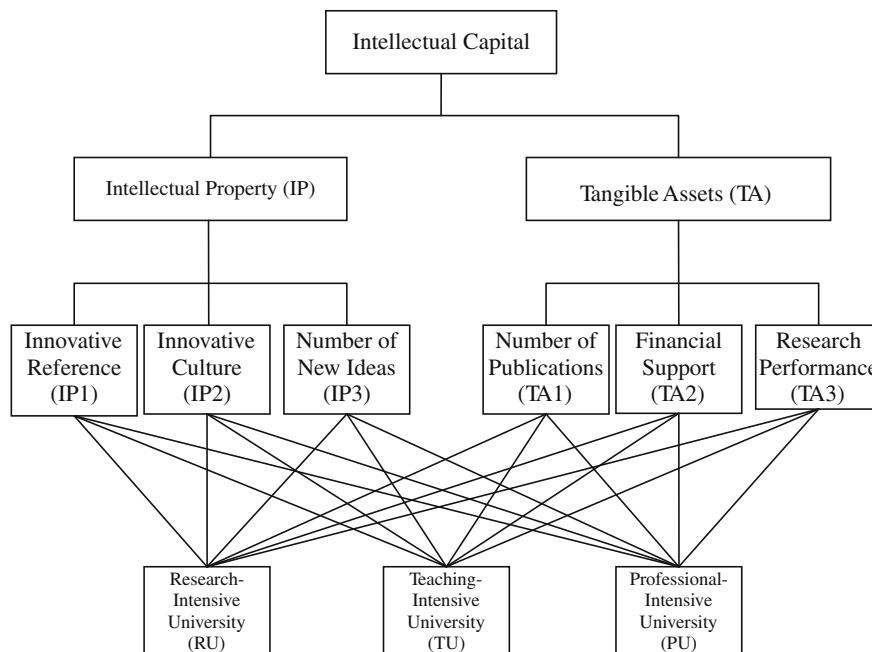 Intellectual Capital
Intellectual Property (IP)
Tangible Assets (TA)
Innovative
Reference
(IP1)
Innovative
Culture
(IP2)
Number of
New Ideas
(IP3)
Number of
Publications
(TA1)
Financial
Support
(TA2)
Research
Performance
(TA3)
Research-
Intensive
University
(RU)
Teaching-
Intensive
University
(TU)
Professional-
Intensive
University
(PU)